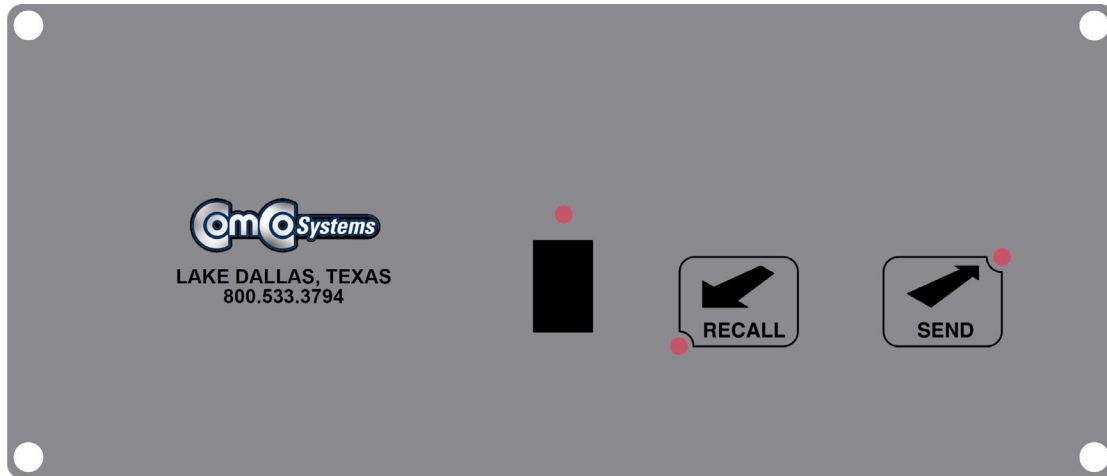 ComCo Systems
LAKE DALLAS, TEXAS
800.533.3794
RECALL
SEND